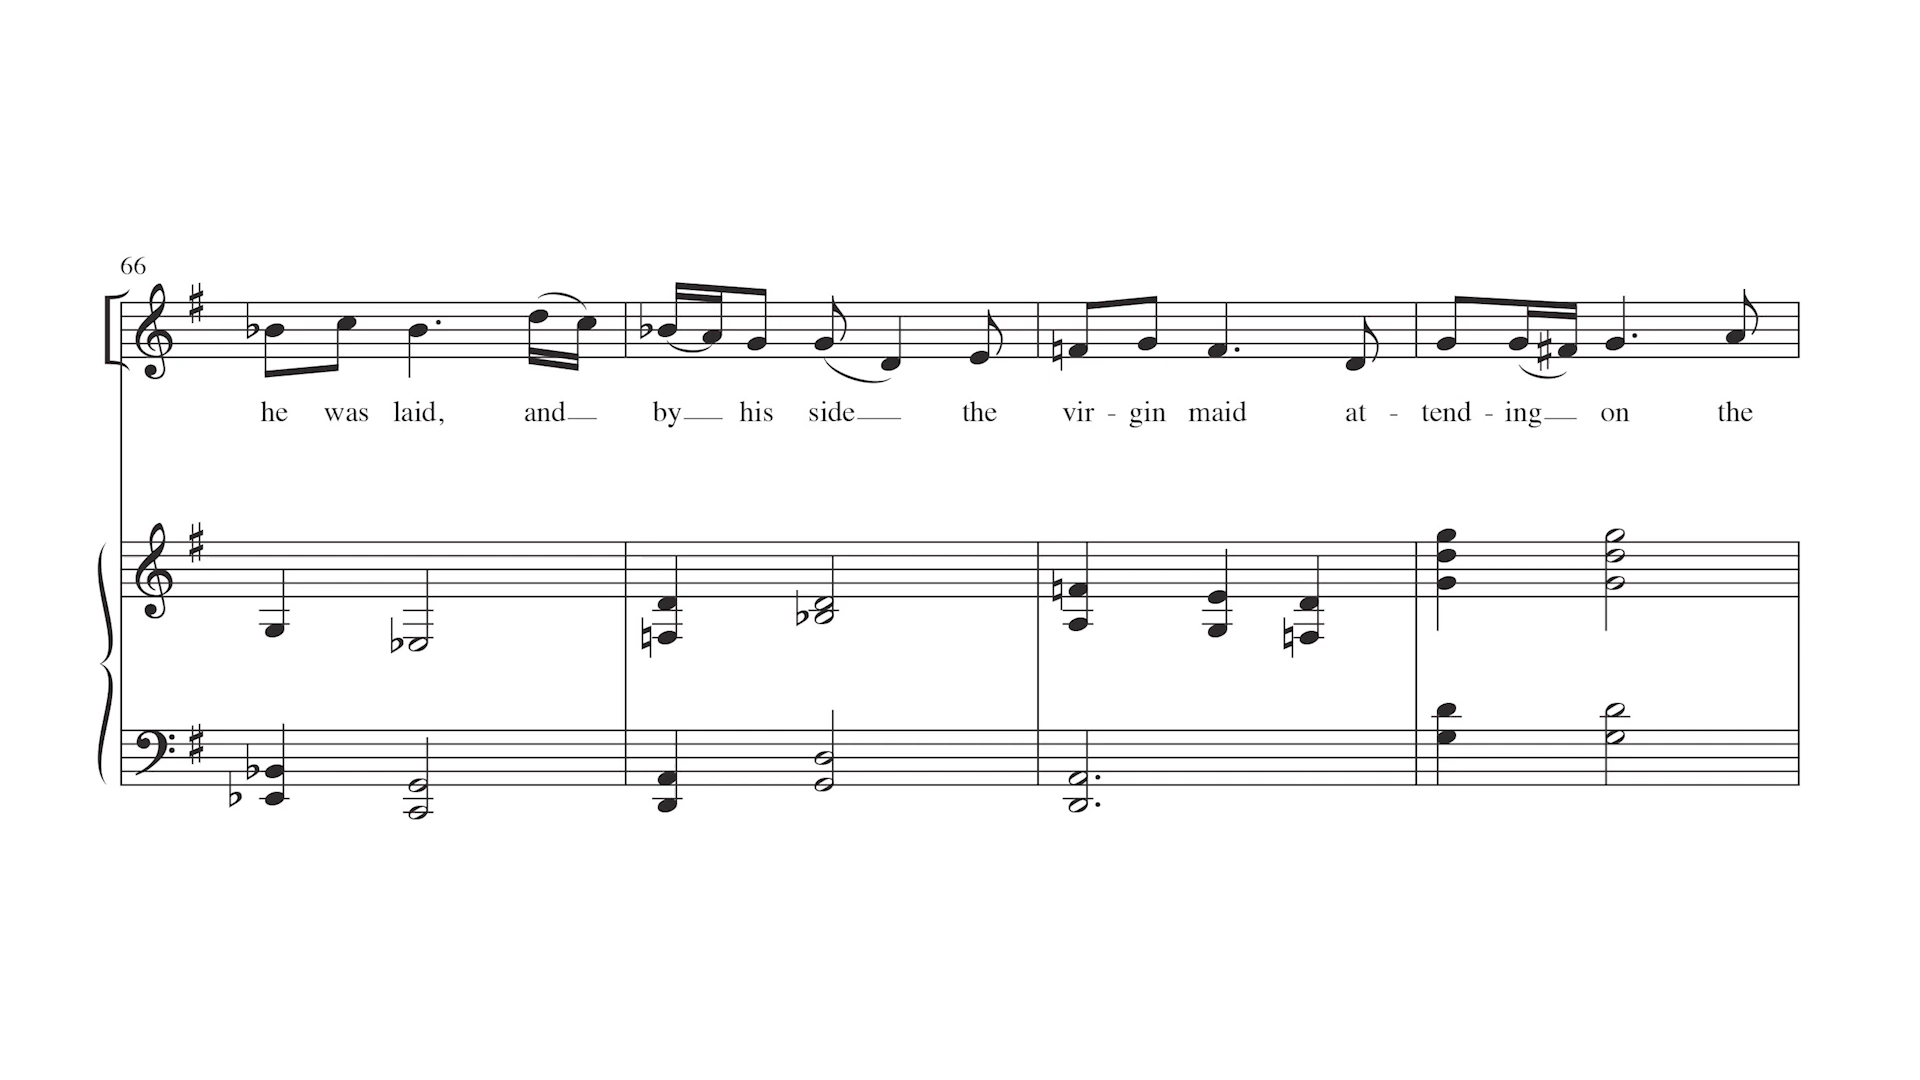 66
he was laid, and by his side the vir - gin maid at - tend - ing on the